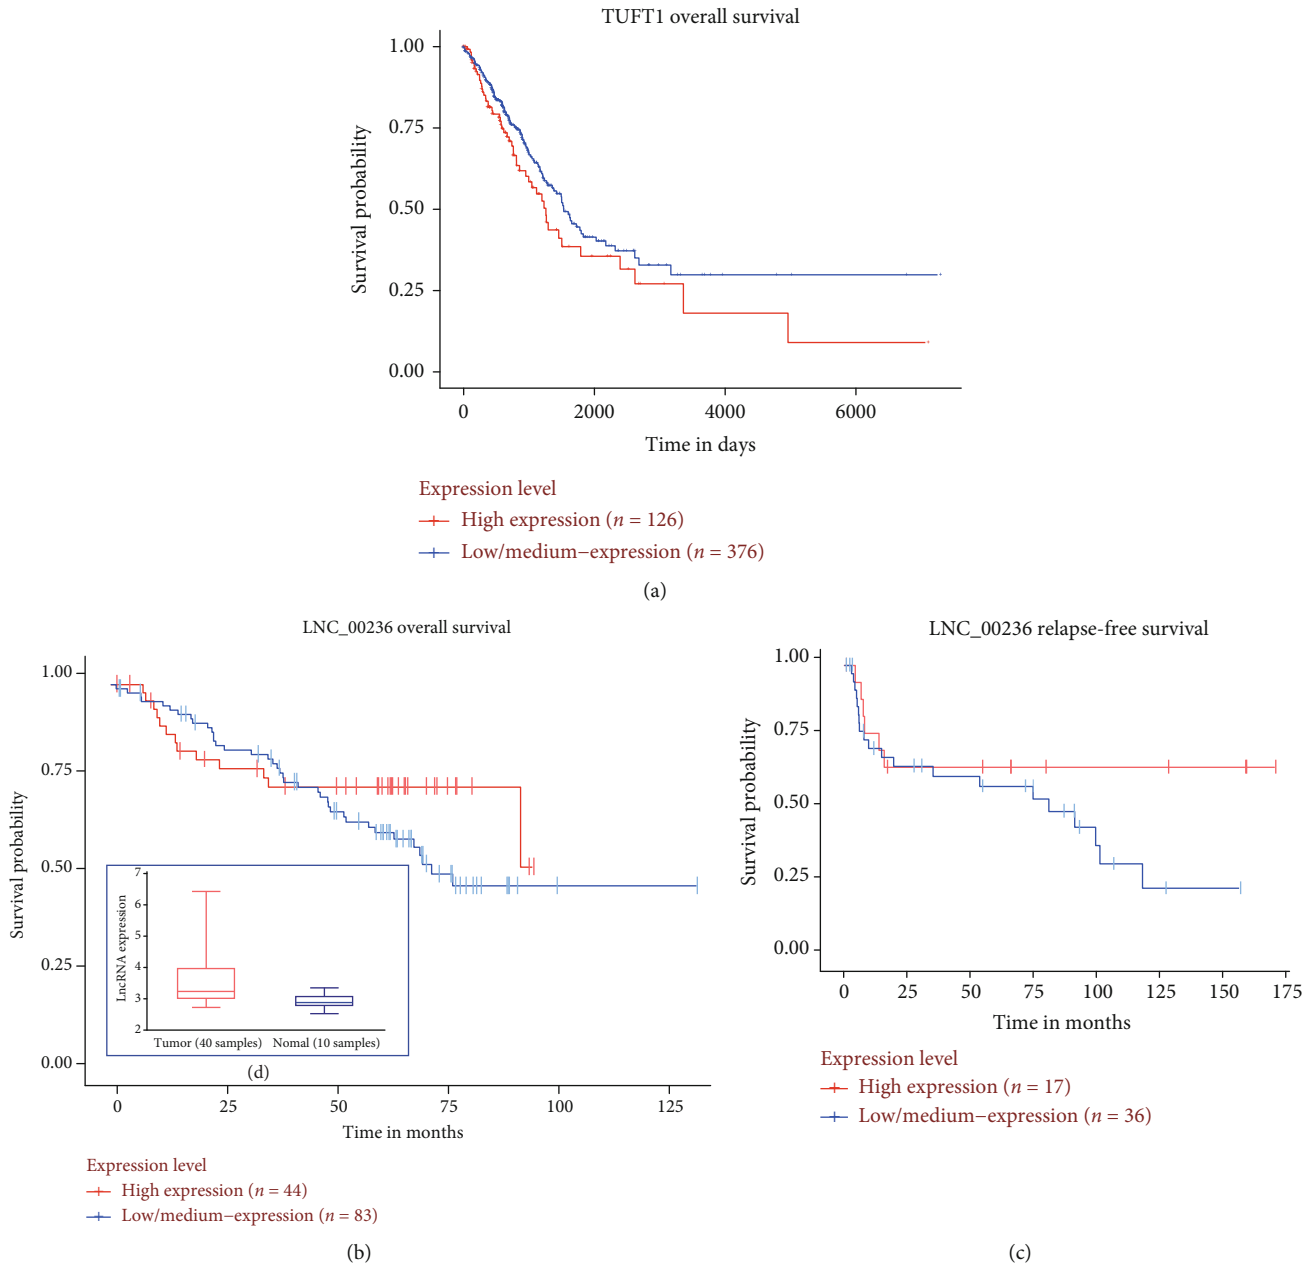 TUFT1 overall survival
1.00
0.75
0.50
0.25
0.00
Survival probability
0 2000 4000 6000
Time in days
Expression level
High expression (n = 126)
Low/medium−expression (n = 376)
(a)
LNC_00236 overall survival
1.00
0.75
0.50
0.25
0.00
Survival probability
7
6
5
4
3
2
LncRNA expression
Tumor (40 samples) Nomal (10 samples)
(d)
0 25 50 75 100 125
Time in months
Expression level
High expression (n = 44)
Low/medium−expression (n = 83)
(b)
LNC_00236 relapse-free survival
1.00
0.75
0.50
0.25
0.00
Survival probability
0 25 50 75 100 125 150 175
Time in months
Expression level
High expression (n = 17)
Low/medium−expression (n = 36)
(c)